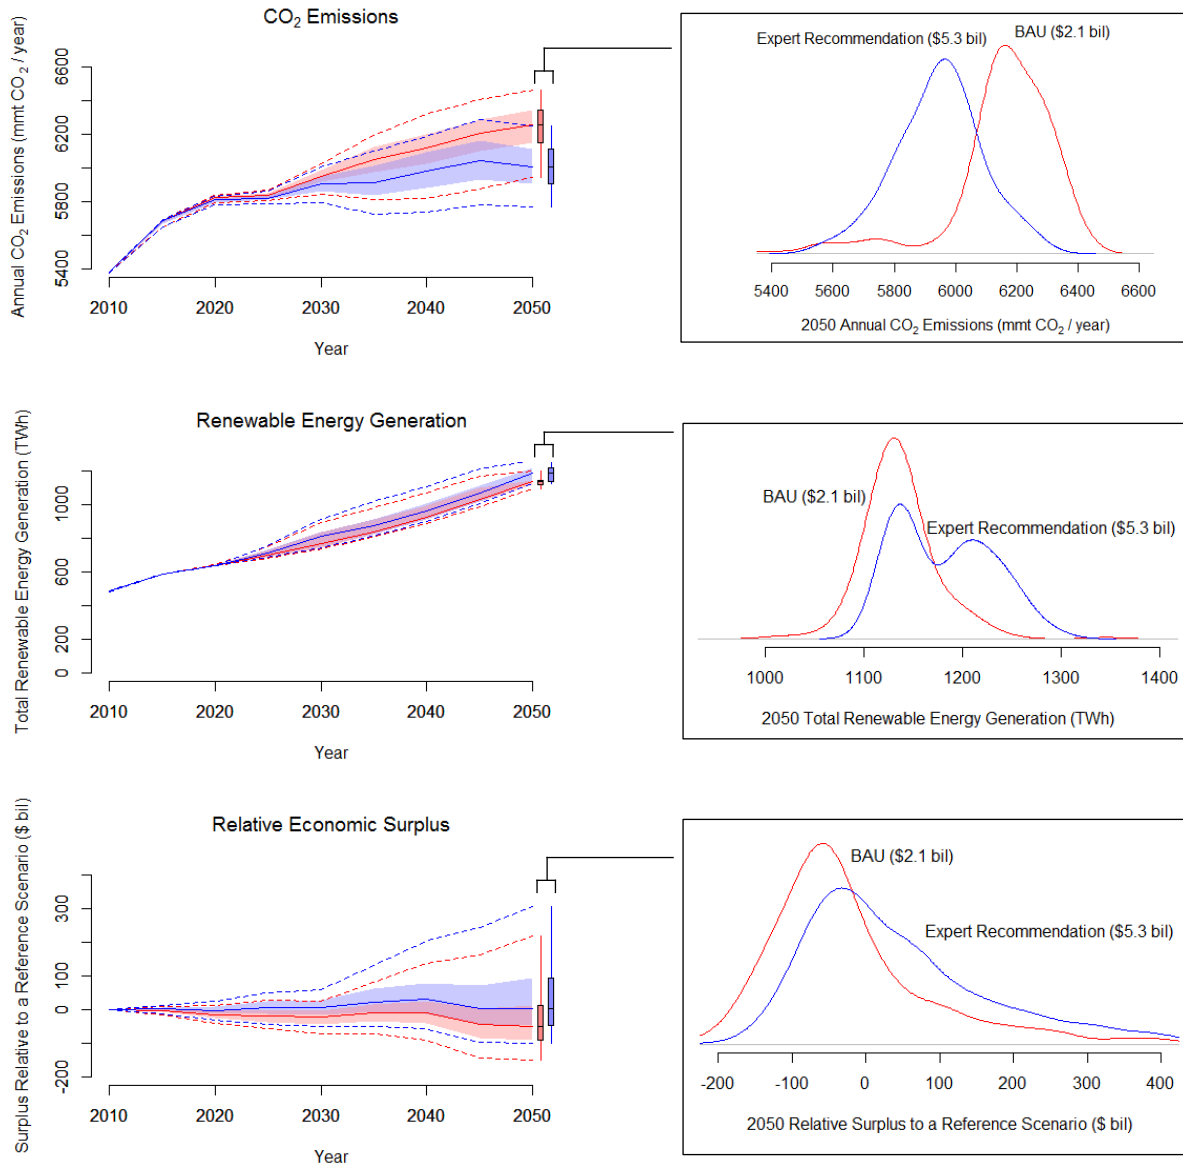 CO₂ Emissions
Annual CO₂ Emissions (mmt CO₂ / year)
6600
6200
5800
5400
2010 2020 2030 2040 2050
Year
Expert Recommendation ($5.3 bil)
BAU ($2.1 bil)
5400 5600 5800 6000 6200 6400 6600
2050 Annual CO₂ Emissions (mmt CO₂ / year)
Renewable Energy Generation
Total Renewable Energy Generation (TWh)
1000
600
200
0
2010 2020 2030 2040 2050
Year
BAU ($2.1 bil)
Expert Recommendation ($5.3 bil)
1000 1100 1200 1300 1400
2050 Total Renewable Energy Generation (TWh)
Relative Economic Surplus
Surplus Relative to a Reference Scenario ($ bil)
300
100
0
-200
2010 2020 2030 2040 2050
Year
BAU ($2.1 bil)
Expert Recommendation ($5.3 bil)
-200 -100 0 100 200 300 400
2050 Relative Surplus to a Reference Scenario ($ bil)